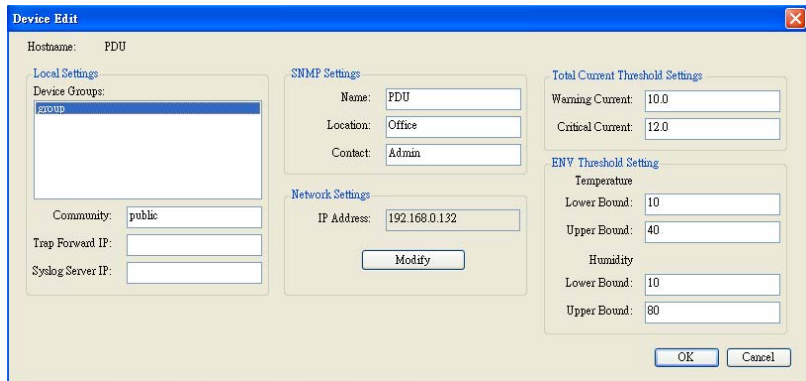 Device Edit
Hostname: PDU
Local Settings
Device Groups:
group
Community: public
Trap Forward IP:
Syslog Server IP:
SNMP Settings
Name: PDU
Location: Office
Contact: Admin
Network Settings
IP Address: 192.168.0.132
Modify
Total Current Threshold Settings
Warning Current: 10.0
Critical Current: 12.0
ENV Threshold Setting
Temperature
Lower Bound: 10
Upper Bound: 40
Humidity
Lower Bound: 10
Upper Bound: 80
OK Cancel